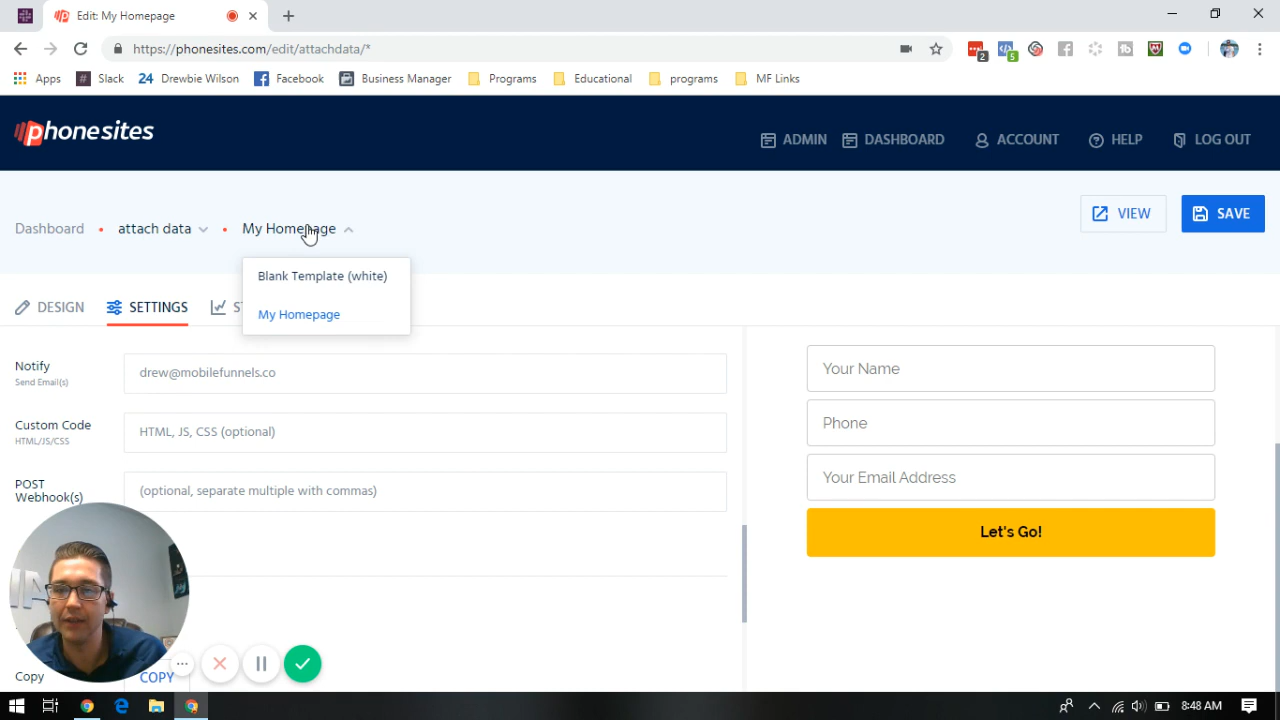 Edit: My Homepage
https://phonesites.com/edit/attachdata/*
2
5
Apps
Slack
24 Drewbie Wilson
Facebook
Business Manager
Programs
Educational
programs
MF Links
phonesites
ADMIN
DASHBOARD
ACCOUNT
HELP
LOG OUT
Dashboard • attach data • My Homepage
VIEW
SAVE
Blank Template (white)
My Homepage
DESIGN
SETTINGS
Notify
Send Email(s)
drew@mobilefunnels.co
Custom Code
HTML/JS/CSS
HTML, JS, CSS (optional)
POST
Webhook(s)
(optional, separate multiple with commas)
Your Name
Phone
Your Email Address
Let's Go!
Copy
COPY
8:48 AM